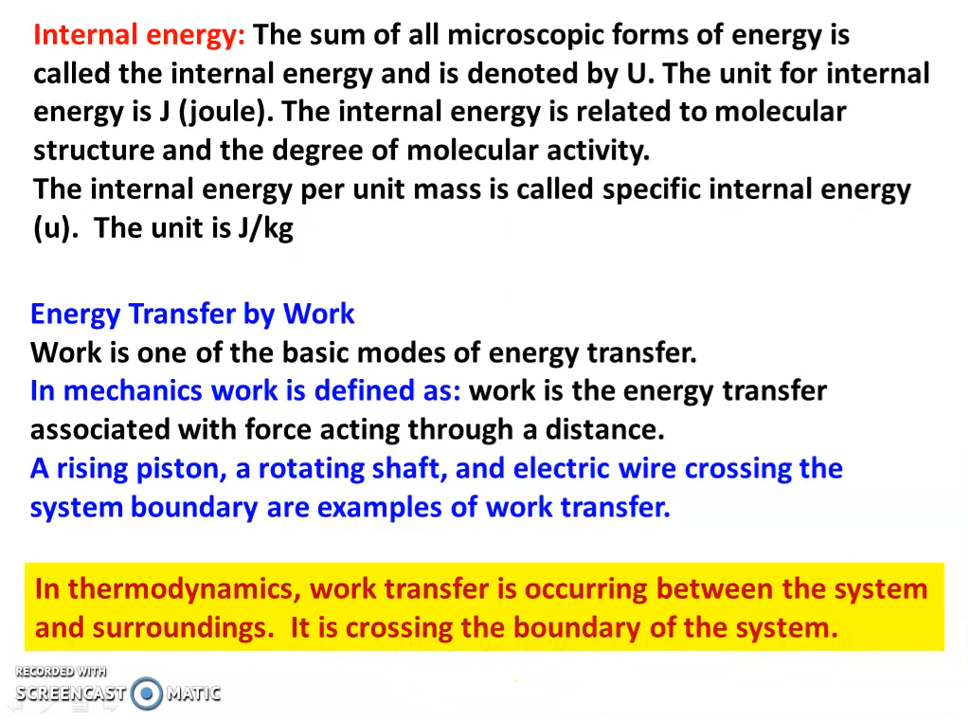 Internal energy: The sum of all microscopic forms of energy is
called the internal energy and is denoted by U. The unit for internal
energy is J (joule). The internal energy is related to molecular
structure and the degree of molecular activity.
The internal energy per unit mass is called specific internal energy
(u). The unit is J/kg
Energy Transfer by Work
Work is one of the basic modes of energy transfer.
In mechanics work is defined as: work is the energy transfer
associated with force acting through a distance.
A rising piston, a rotating shaft, and electric wire crossing the
system boundary are examples of work transfer.
In thermodynamics, work transfer is occurring between the system
and surroundings. It is crossing the boundary of the system.
RECORDED WITH
SCREENCAST MATIC